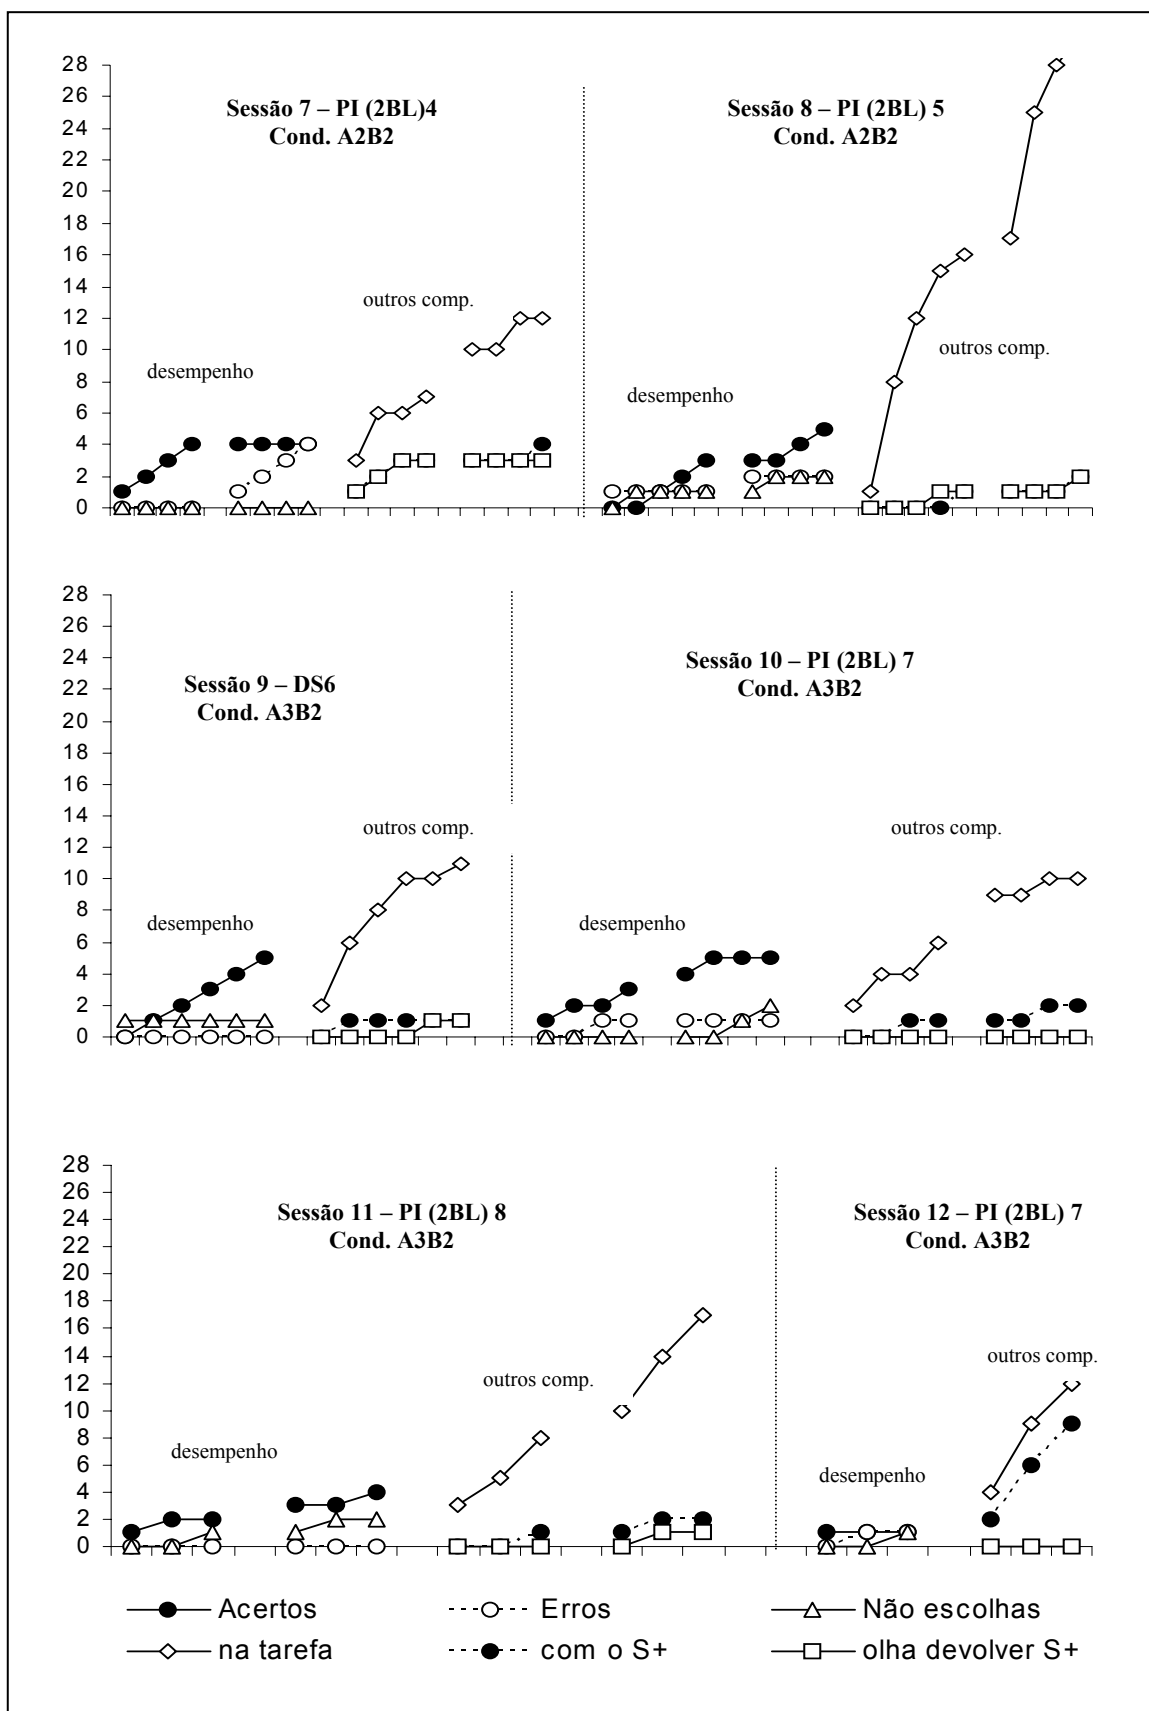 28
26
24
22
20
18
16
14
12
10
8
6
4
2
0
Sessão 7 – PI (2BL)4
Cond. A2B2
desempenho
outros comp.
Sessão 8 – PI (2BL) 5
Cond. A2B2
desempenho
outros comp.
28
26
24
22
20
18
16
14
12
10
8
6
4
2
0
Sessão 9 – DS6
Cond. A3B2
desempenho
outros comp.
Sessão 10 – PI (2BL) 7
Cond. A3B2
desempenho
outros comp.
28
26
24
22
20
18
16
14
12
10
8
6
4
2
0
Sessão 11 – PI (2BL) 8
Cond. A3B2
desempenho
outros comp.
Sessão 12 – PI (2BL) 7
Cond. A3B2
desempenho
outros comp.
Acertos Erros Não escolhas
na tarefa com o S+ olha devolver S+